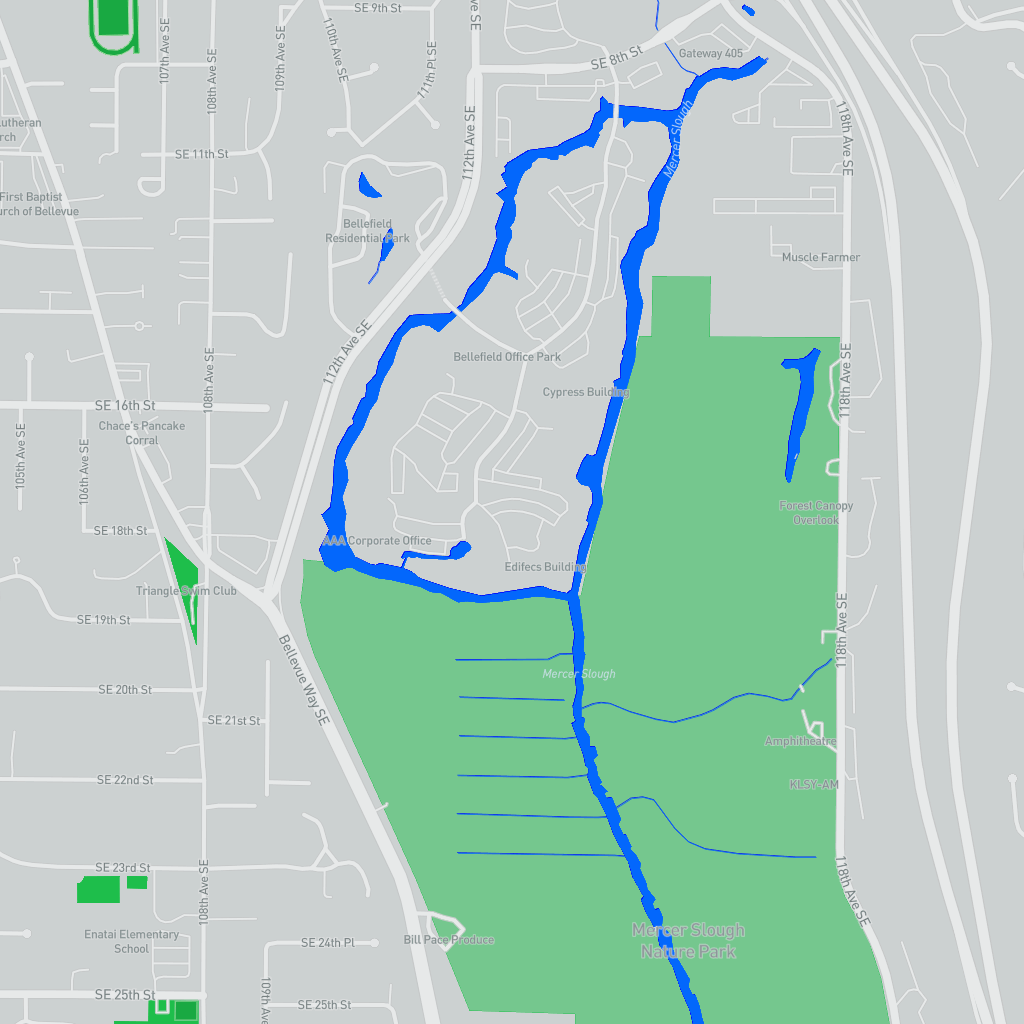 SE 9th St
107th Ave SE
108th Ave SE
109th Ave SE
110th Ave SE
111th PLSE
Ave SE
SE 8th St
Gateway 405
Mercer Slough
118th Ave SE
112th Ave SE
Lutheran
rch
SE 11th St
First Baptist
urch of Bellevue
Bellefield
Residential Park
Muscle Farmer
112th Ave SE
Bellefield Office Park
Cypress Building
118th Ave SE
108th Ave SE
SE 16th St
Chace's Pancake
Corral
105th Ave SE
106th Ave SE
Forest Canopy
Overlook
SE 18th St
AAA Corporate Office
Edifecs Building
Triangle Swim Club
SE 19th St
118th Ave SE
Bellevue Way SE
Mercer Slough
SE 20th St
SE 21st St
Amphitheatre
SE 22nd St
KLSY-AM
SE 23rd St
108th Ave SE
118th Ave SE
Enatai Elementary
School
SE 24th Pl
Bill Pace Produce
Mercer Slough
Nature Park
SE 25th St
109th Ave
SE 25th St